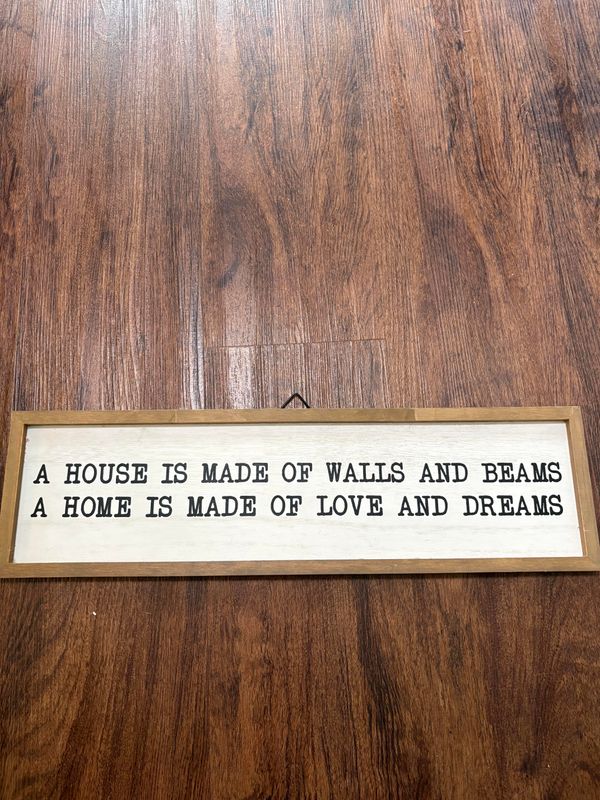 A HOUSE IS MADE OF WALLS AND BEAMS
A HOME IS MADE OF LOVE AND DREAMS